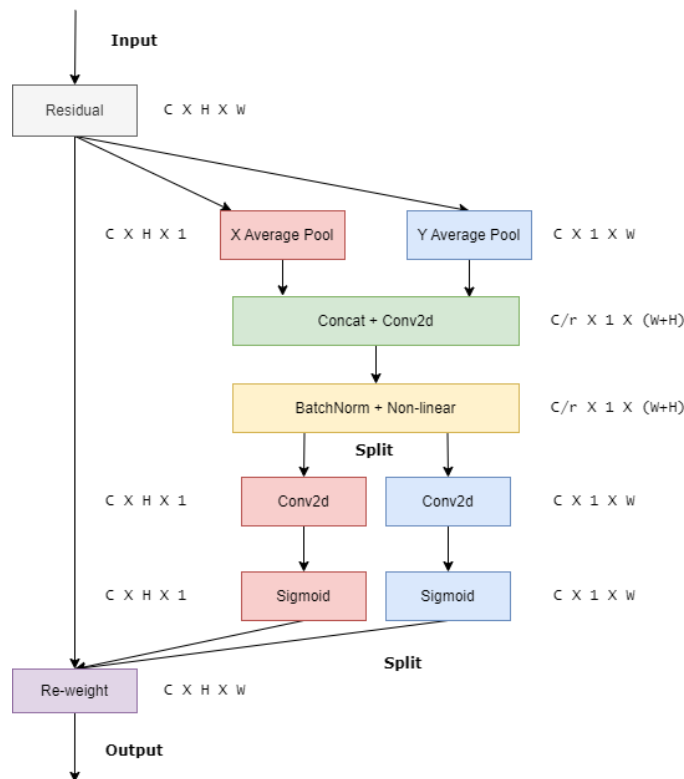 Input
Residual
C X H X W
C X H X 1
X Average Pool
Y Average Pool
C X 1 X W
Concat + Conv2d
C/r X 1 X (W+H)
BatchNorm + Non-linear
C/r X 1 X (W+H)
Split
C X H X 1
Conv2d
Conv2d
C X 1 X W
C X H X 1
Sigmoid
Sigmoid
C X 1 X W
Split
Re-weight
C X H X W
Output